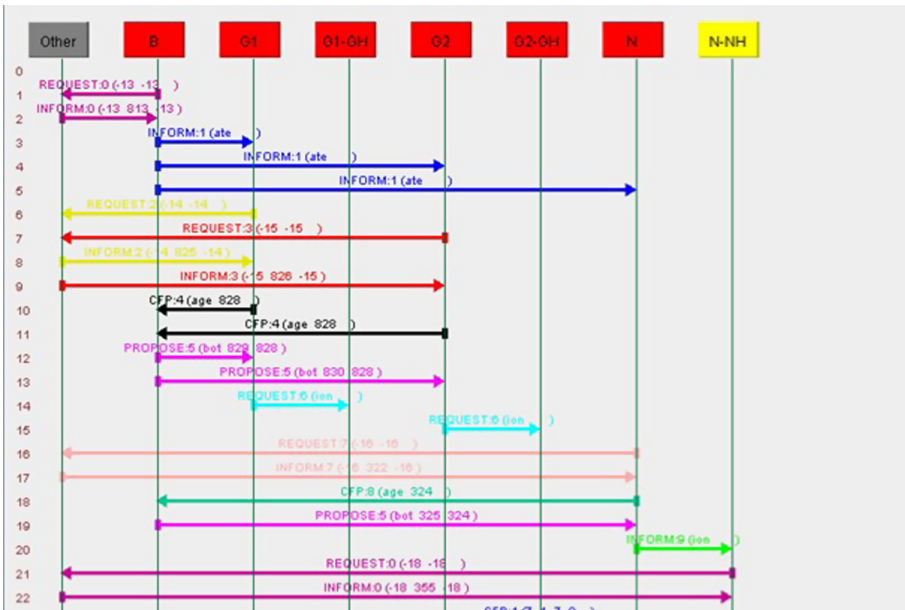 Other B G1 G1-GH G2 G2-GH N N-NH
0
REQUEST:0 (-13 -13 )
1
INFORM:0 (-13 813 -13)
2
INFORM:1 (ate )
3
INFORM:1 (ate )
4
INFORM:1 (ate )
5
REQUEST:2 (-14 -14 )
6
REQUEST:3 (-15 -15 )
7
INFORM:2 (-14 825 -14)
8
INFORM:3 (-15 826 -15)
9
CFP:4 (age 828 )
10
CFP:4 (age 828 )
11
PROPOSE:5 (bot 829 828)
12
PROPOSE:5 (bot 830 828)
13
REQUEST:6 (ion )
14
REQUEST:6 (ion )
15
REQUEST:7 (-16 -16 )
16
INFORM:7 (-16 322 -16)
17
CFP:8 (age 324 )
18
PROPOSE:5 (bot 325 324)
19
INFORM:9 (ion )
20
REQUEST:0 (-18 -18 )
21
INFORM:0 (-18 355 -18)
22